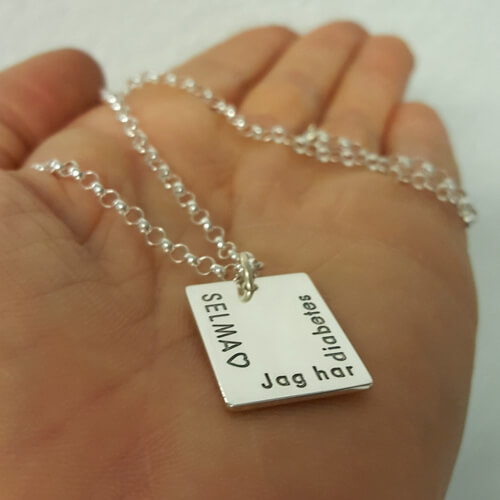 SELMA♡
Jag har
diabetes